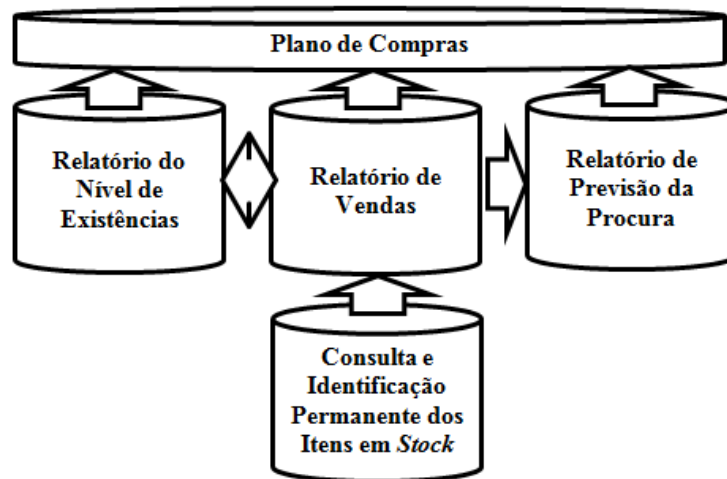 Plano de Compras
Relatório do
Nível de
Existências
Relatório de
Vendas
Relatório de
Previsão da
Procura
Consulta e
Identificação
Permanente dos
Itens em Stock